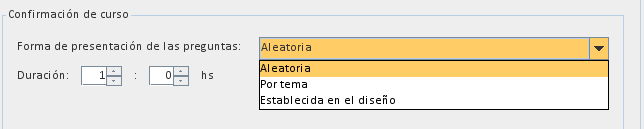 Confirmación de curso
Forma de presentación de las preguntas: Aleatoria
Aleatoria
Por tema
Establecida en el diseño
Duración: 1 : 0 hs